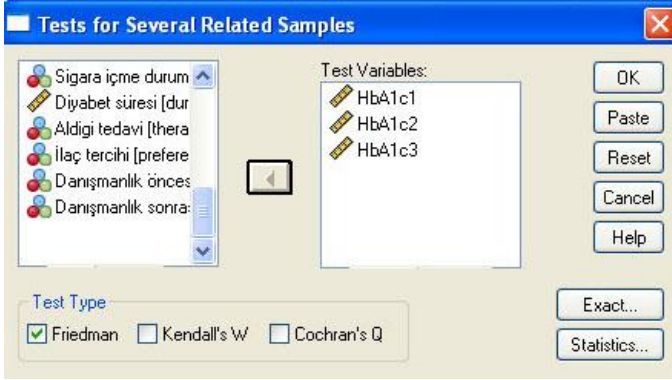 Tests for Several Related Samples
Sigara içme durum
Diyabet süresi [dur
Aldigi tedavi [thera
İlaç tercihi [prefere
Danışmanlık önces
Danışmanlık sonra
Test Variables:
HbA1c1
HbA1c2
HbA1c3
OK
Paste
Reset
Cancel
Help
Test Type
Friedman
Kendall's W
Cochran's Q
Exact...
Statistics...